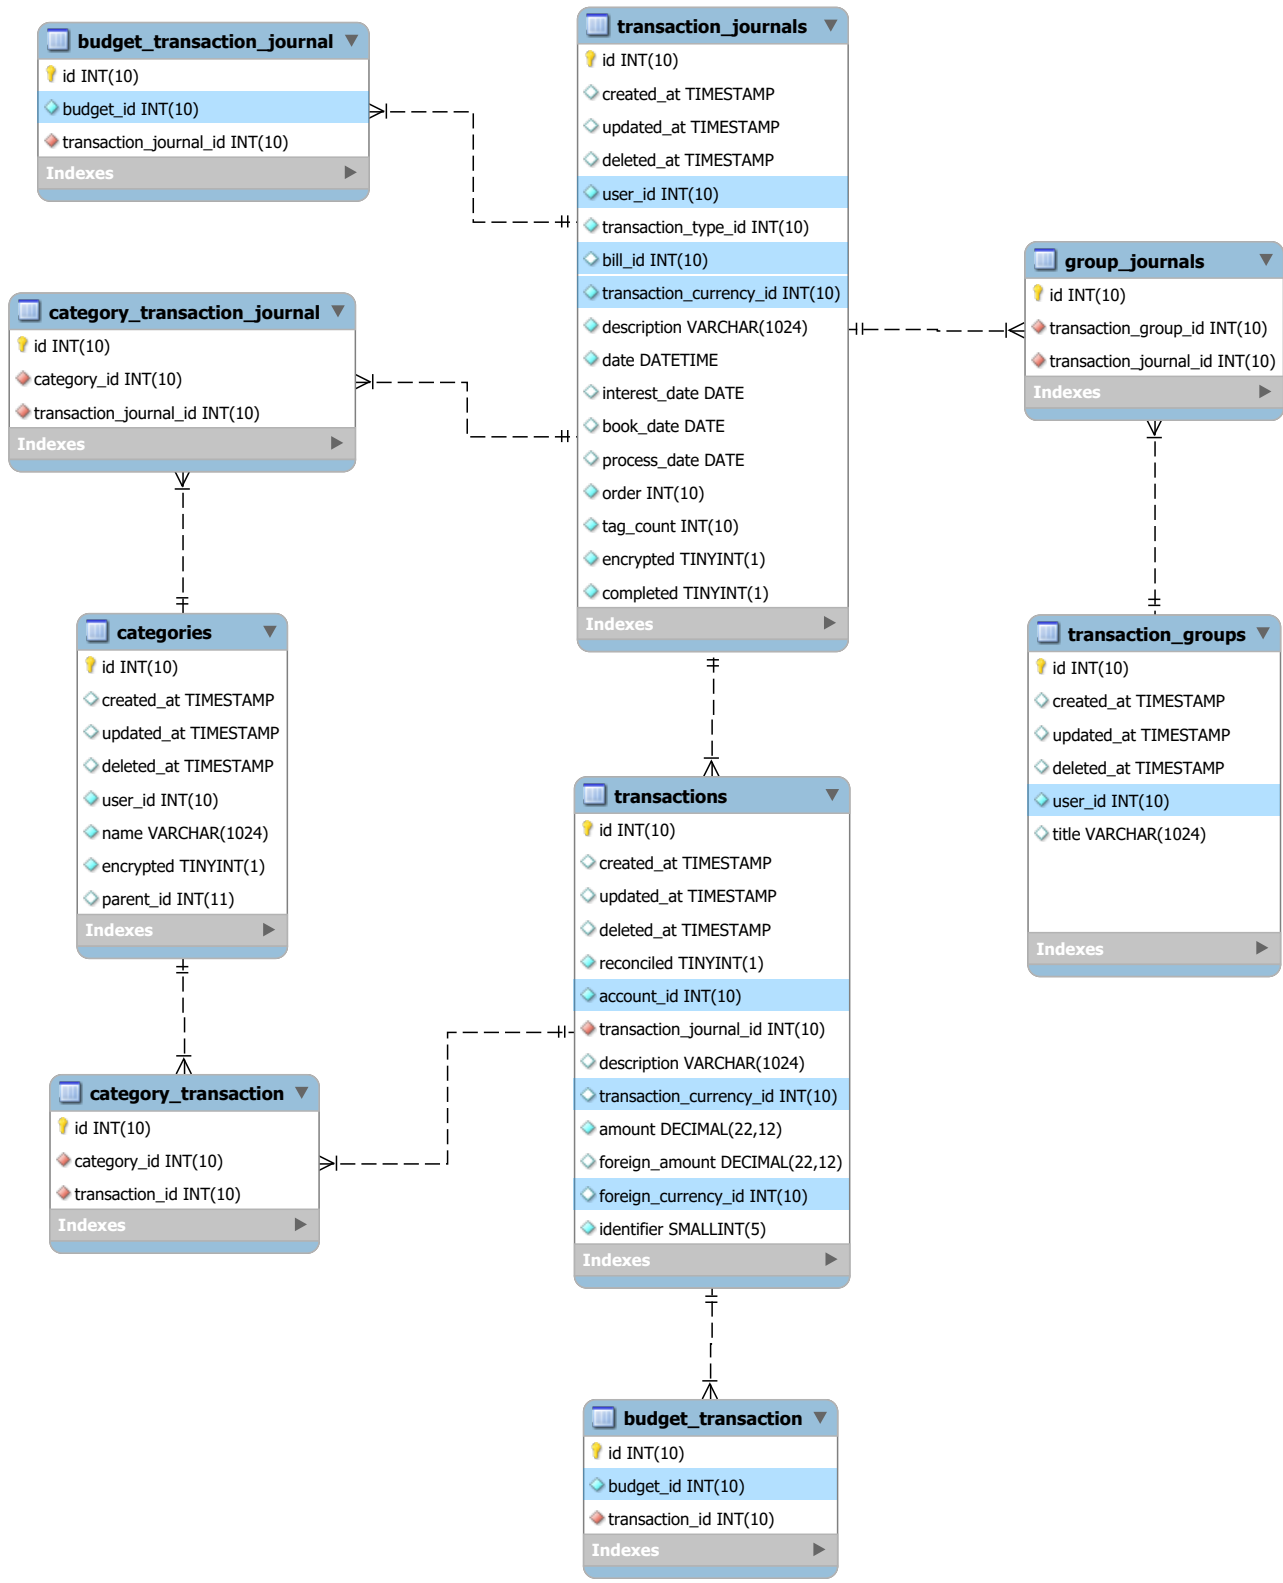 budget_transaction_journal
id INT(10)
budget_id INT(10)
transaction_journal_id INT(10)
Indexes
transaction_journals
id INT(10)
created_at TIMESTAMP
updated_at TIMESTAMP
deleted_at TIMESTAMP
user_id INT(10)
transaction_type_id INT(10)
bill_id INT(10)
transaction_currency_id INT(10)
description VARCHAR(1024)
date DATETIME
interest_date DATE
book_date DATE
process_date DATE
order INT(10)
tag_count INT(10)
encrypted TINYINT(1)
completed TINYINT(1)
Indexes
group_journals
id INT(10)
transaction_group_id INT(10)
transaction_journal_id INT(10)
Indexes
category_transaction_journal
id INT(10)
category_id INT(10)
transaction_journal_id INT(10)
Indexes
categories
id INT(10)
created_at TIMESTAMP
updated_at TIMESTAMP
deleted_at TIMESTAMP
user_id INT(10)
name VARCHAR(1024)
encrypted TINYINT(1)
parent_id INT(11)
Indexes
transaction_groups
id INT(10)
created_at TIMESTAMP
updated_at TIMESTAMP
deleted_at TIMESTAMP
user_id INT(10)
title VARCHAR(1024)
Indexes
transactions
id INT(10)
created_at TIMESTAMP
updated_at TIMESTAMP
deleted_at TIMESTAMP
reconciled TINYINT(1)
account_id INT(10)
transaction_journal_id INT(10)
description VARCHAR(1024)
transaction_currency_id INT(10)
amount DECIMAL(22,12)
foreign_amount DECIMAL(22,12)
foreign_currency_id INT(10)
identifier SMALLINT(5)
Indexes
category_transaction
id INT(10)
category_id INT(10)
transaction_id INT(10)
Indexes
budget_transaction
id INT(10)
budget_id INT(10)
transaction_id INT(10)
Indexes